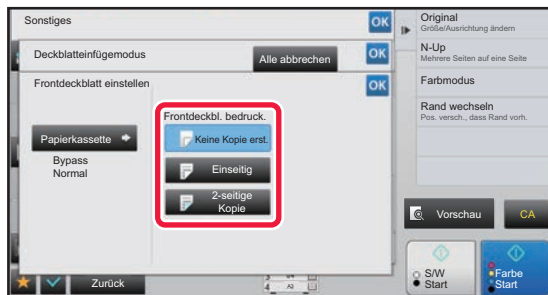 Sonstiges
OK
Deckblatteinfügemodus
Alle abbrechen
OK
Frontdeckblatt einstellen
OK
Frontdeckbl. bedruck.
Papierkassette
Bypass
Normal
Keine Kopie erst.
Einseitig
2-seitige
Kopie
Zurück
Original
Größe/Ausrichtung ändern
N-Up
Mehrere Seiten auf eine Seite
Farbmodus
Rand wechseln
Pos. versch., dass Rand vorh.
Vorschau
CA
S/W
Start
Farbe
Start